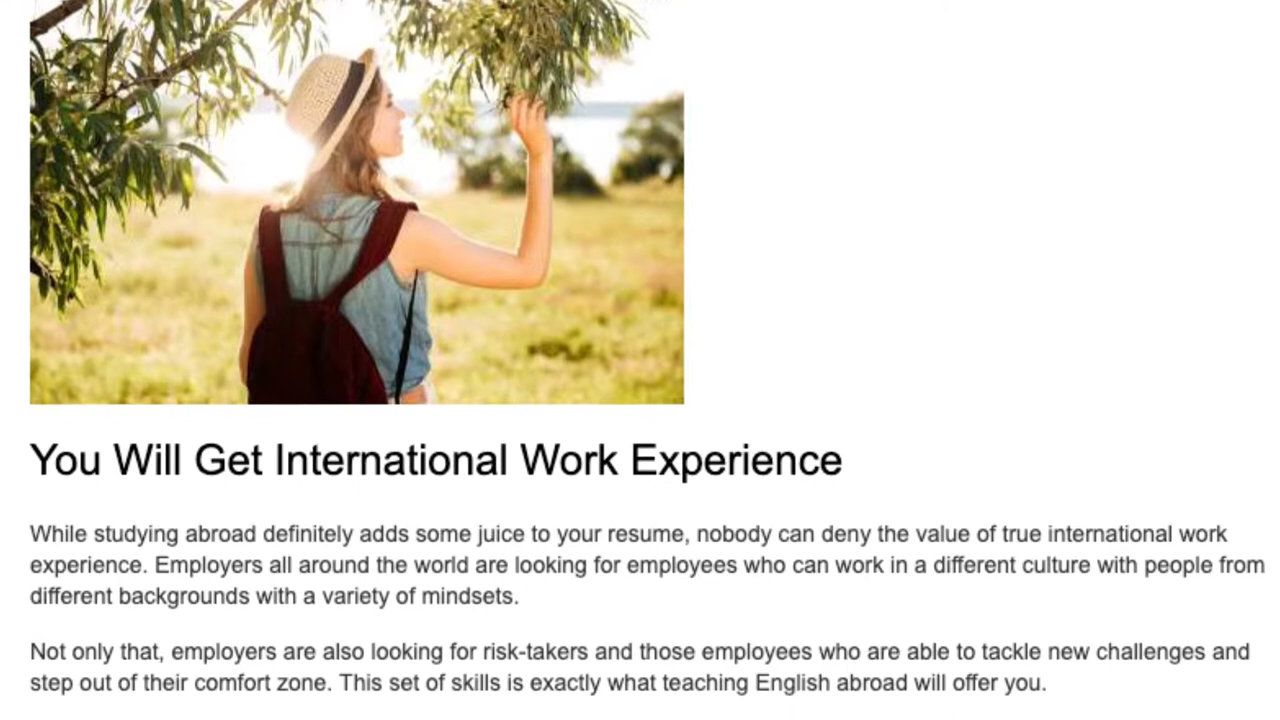 You Will Get International Work Experience
While studying abroad definitely adds some juice to your resume, nobody can deny the value of true international work
experience. Employers all around the world are looking for employees who can work in a different culture with people from
different backgrounds with a variety of mindsets.
Not only that, employers are also looking for risk-takers and those employees who are able to tackle new challenges and
step out of their comfort zone. This set of skills is exactly what teaching English abroad will offer you.